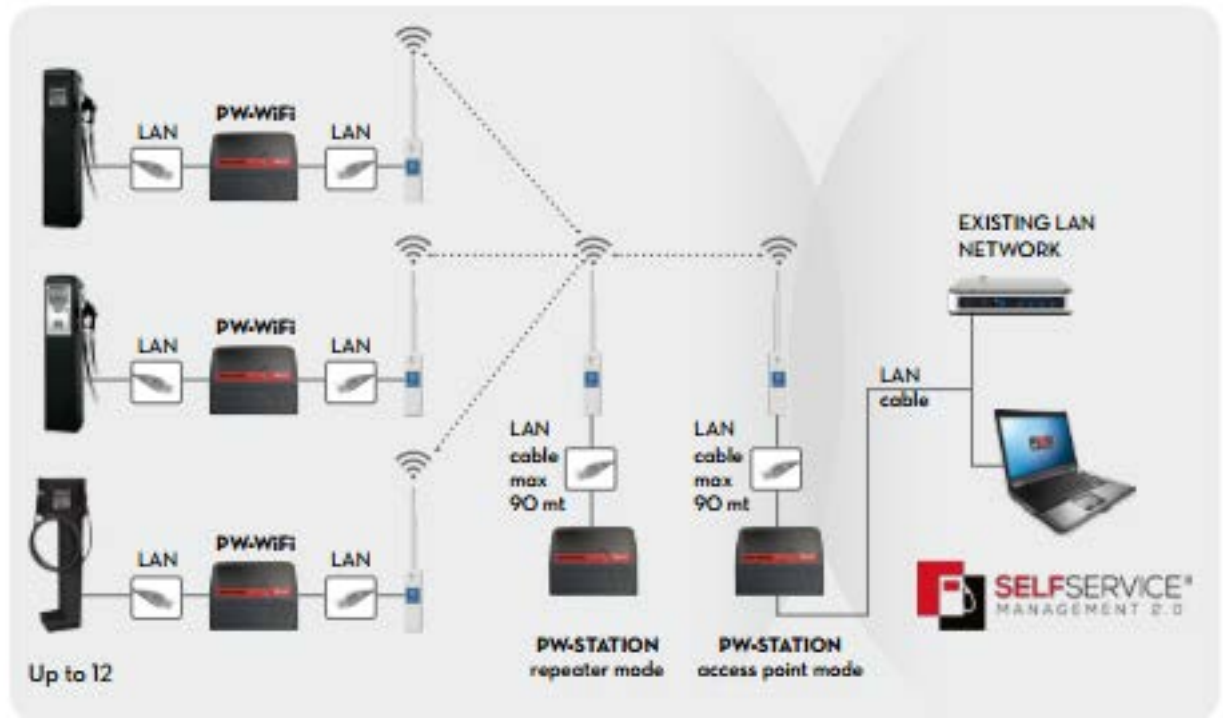 PW-WiFi
LAN
LAN
PW-WiFi
LAN
LAN
PW-WiFi
LAN
LAN
Up to 12
LAN
cable
max
90 mt
PW-STATION
repeater mode
LAN
cable
max
90 mt
PW-STATION
access point mode
EXISTING LAN
NETWORK
LAN
cable
SELFSERVICE®
MANAGEMENT 2.0